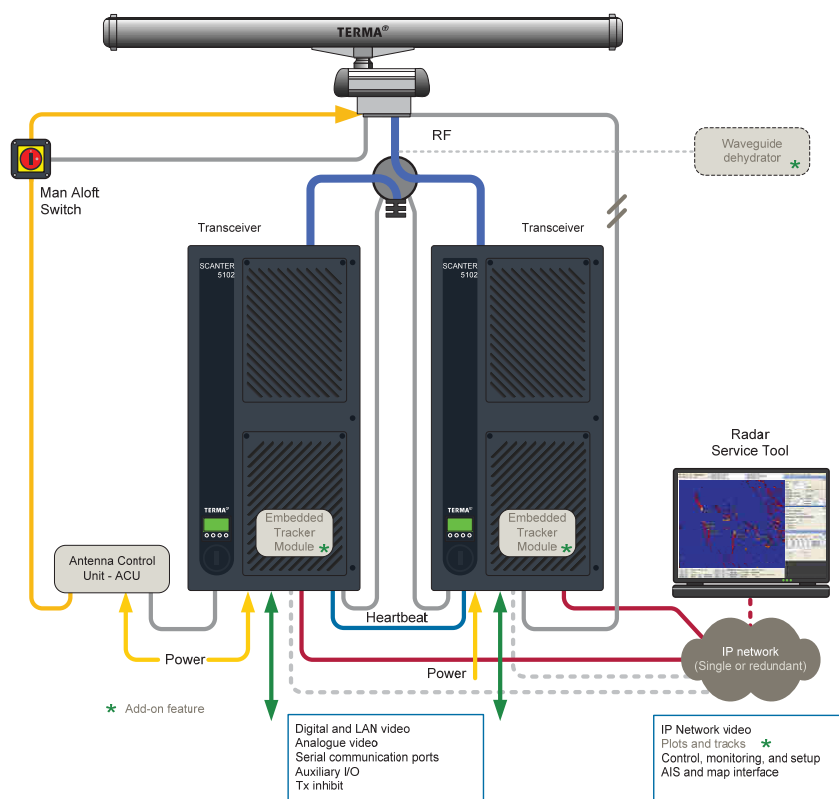 TERMA®
RF
Waveguide
dehydrator *
Man Aloft
Switch
Transceiver
Transceiver
SCANTER
5102
SCANTER
5102
Radar
Service Tool
TERMA®
Embedded
Tracker
Module *
TERMA®
Embedded
Tracker
Module *
Antenna Control
Unit - ACU
Heartbeat
Power
Power
IP network
(Single or redundant)
* Add-on feature
Digital and LAN video
Analogue video
Serial communication ports
Auxiliary I/O
Tx inhibit
IP Network video
Plots and tracks *
Control, monitoring, and setup
AIS and map interface